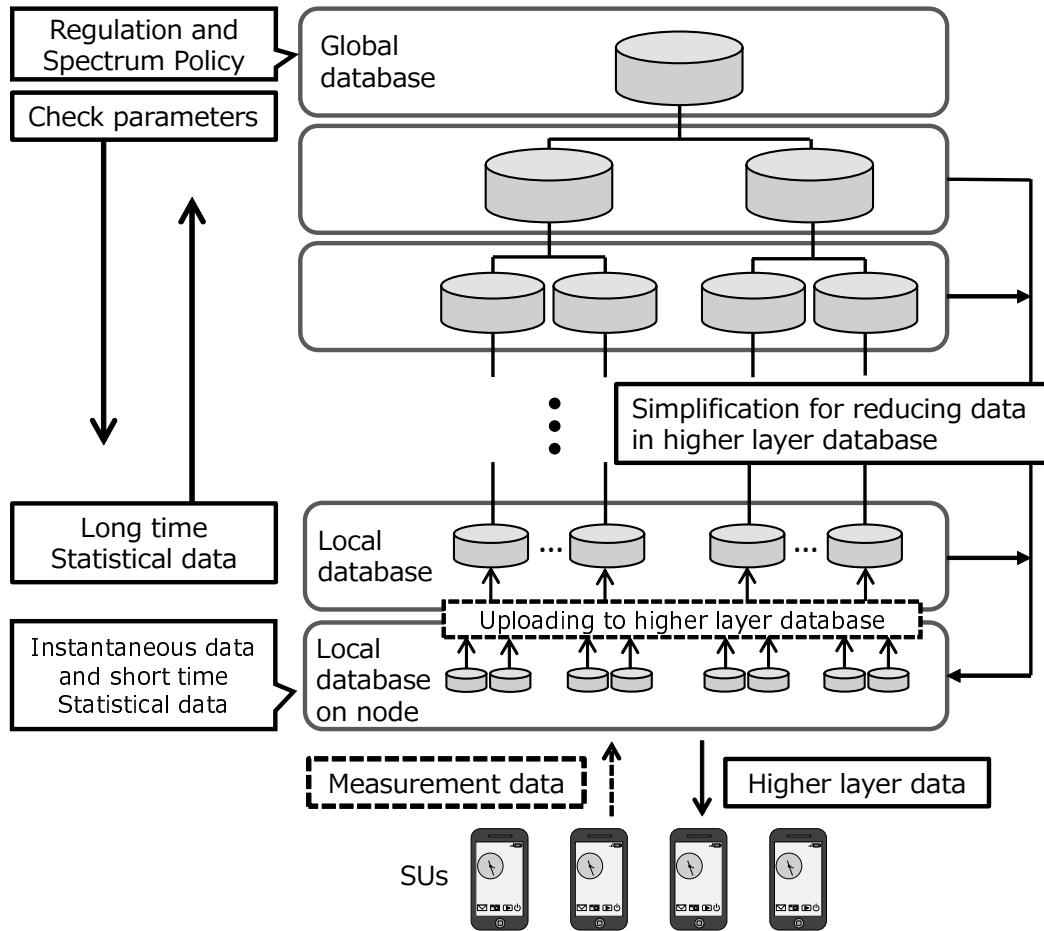 Regulation and
Spectrum Policy
Global
database
Check parameters
Simplification for reducing data
in higher layer database
Long time
Statistical data
Local
database
...
...
Uploading to higher layer database
Instantaneous data
and short time
Statistical data
Local
database
on node
Measurement data
Higher layer data
SUs